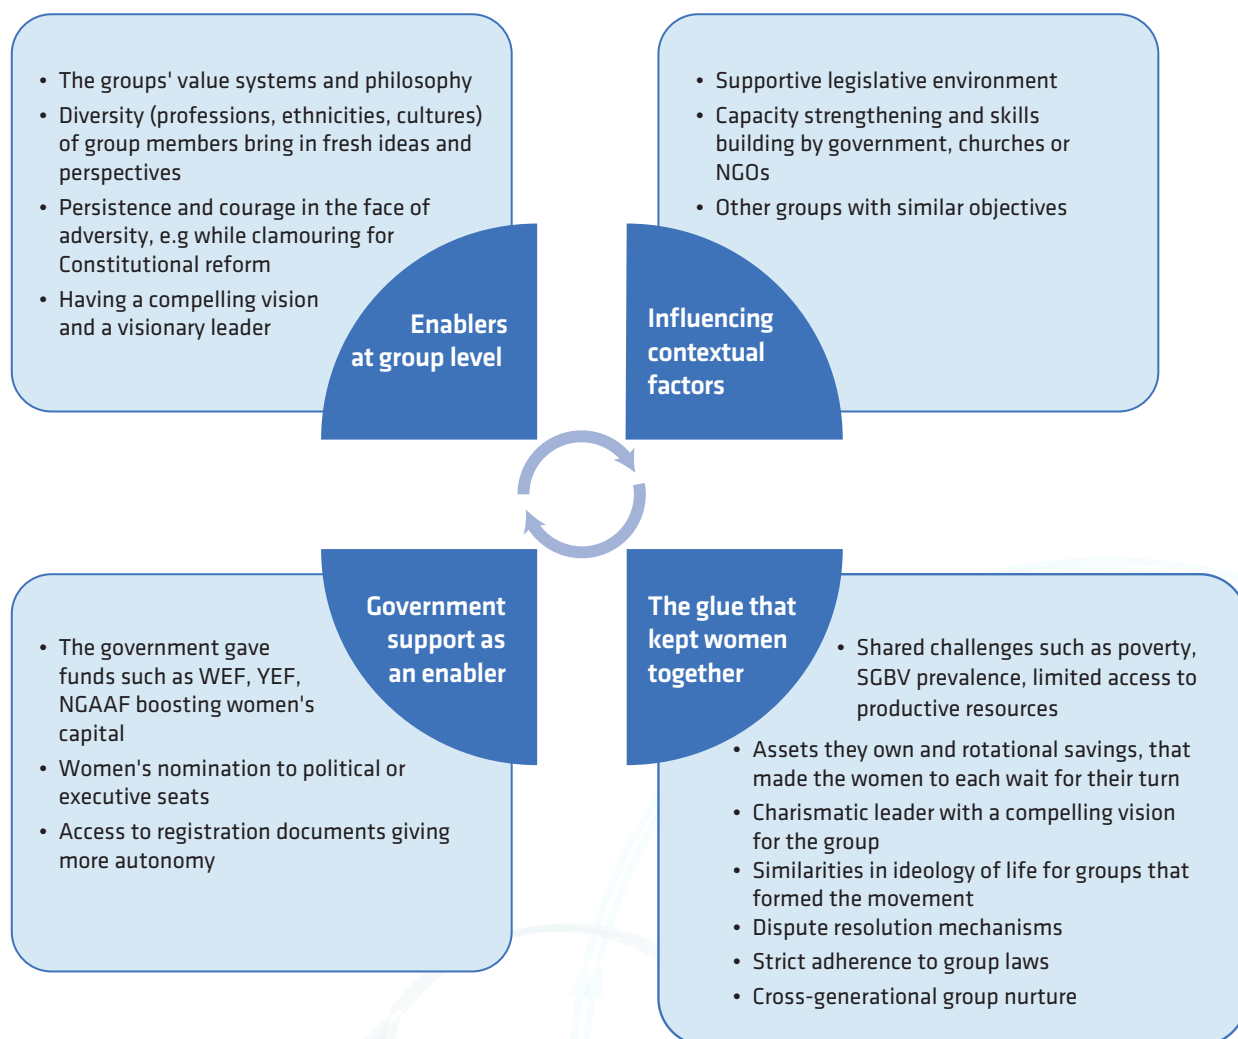 • The groups' value systems and philosophy
• Diversity (professions, ethnicities, cultures)
of group members bring in fresh ideas and
perspectives
• Persistence and courage in the face of
adversity, e.g while clamouring for
Constitutional reform
• Having a compelling vision
and a visionary leader
Enablers
at group level
• Supportive legislative environment
• Capacity strengthening and skills
building by government, churches or
NGOs
• Other groups with similar objectives
Influencing
contextual
factors
Government
support as
an enabler
• The government gave
funds such as WEF, YEF,
NGAAF boosting women's
capital
• Women's nomination to political or
executive seats
• Access to registration documents giving
more autonomy
The glue that
kept women
together
• Shared challenges such as poverty,
SGBV prevalence, limited access to
productive resources
• Assets they own and rotational savings, that
made the women to each wait for their turn
• Charismatic leader with a compelling vision
for the group
• Similarities in ideology of life for groups that
formed the movement
• Dispute resolution mechanisms
• Strict adherence to group laws
• Cross-generational group nurture